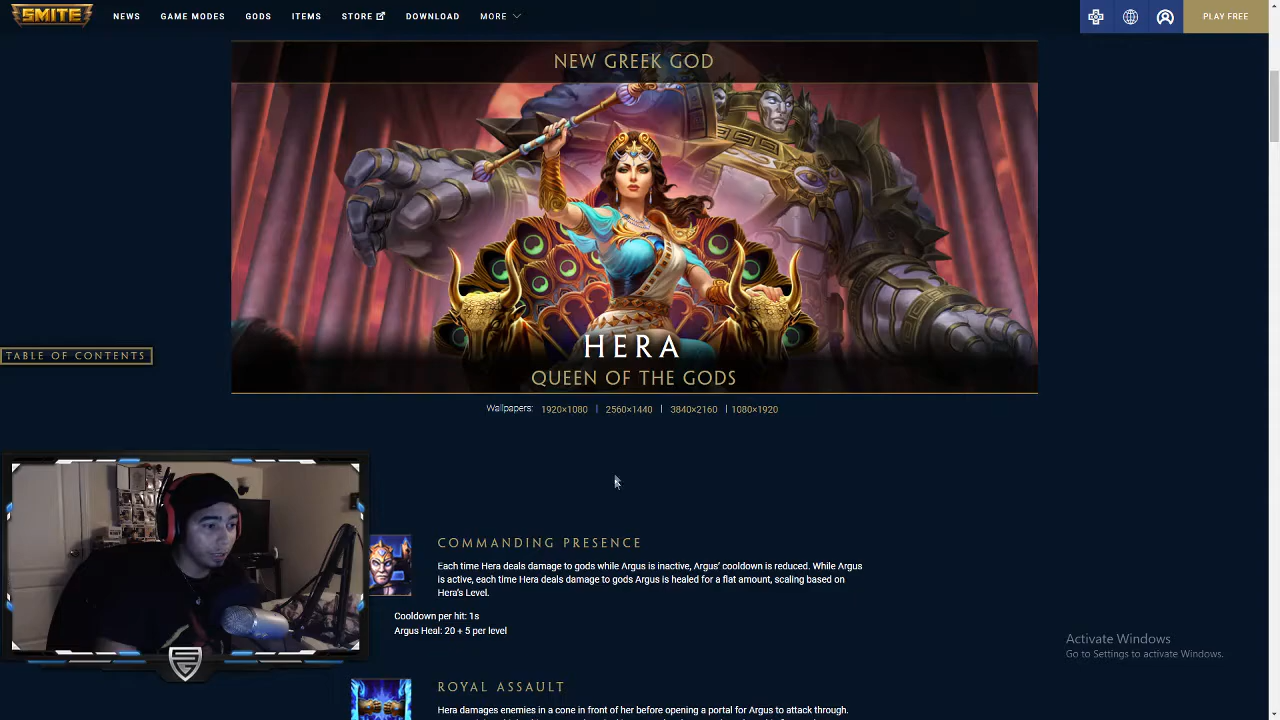 SMITE
NEWS
GAME MODES
GODS
ITEMS
STORE
DOWNLOAD
MORE
PLAY FREE
NEW GREEK GOD
HERA
QUEEN OF THE GODS
TABLE OF CONTENTS
Wallpapers: 1920×1080 | 2560×1440 | 3840×2160 | 1080×1920
COMMANDING PRESENCE
Each time Hera deals damage to gods while Argus is inactive, Argus' cooldown is reduced. While Argus
is active, each time Hera deals damage to gods Argus is healed for a flat amount, scaling based on
Hera's Level.
Cooldown per hit: 1s
Argus Heal: 20 + 5 per level
Activate Windows
Go to Settings to activate Windows.
ROYAL ASSAULT
Hera damages enemies in a cone in front of her before opening a portal for Argus to attack through.